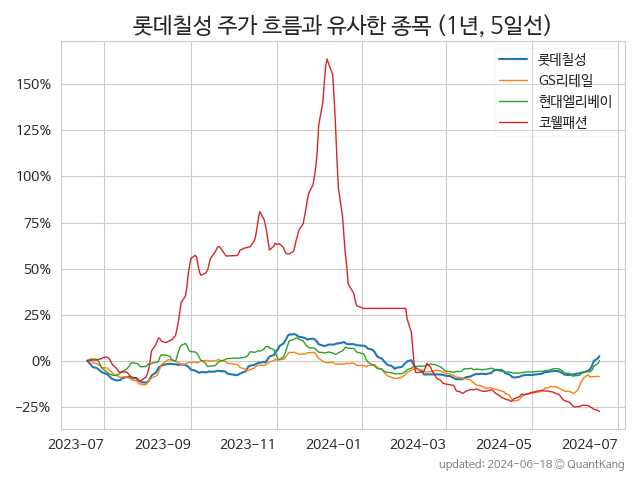 롯데칠성 주가 흐름과 유사한 종목 (1년, 5일선)
롯데칠성
GS리테일
현대엘리베이
코웰패션
150%
125%
100%
75%
50%
25%
0%
−25%
2023-07 2023-09 2023-11 2024-01 2024-03 2024-05 2024-07
updated: 2024-06-18 © QuantKang